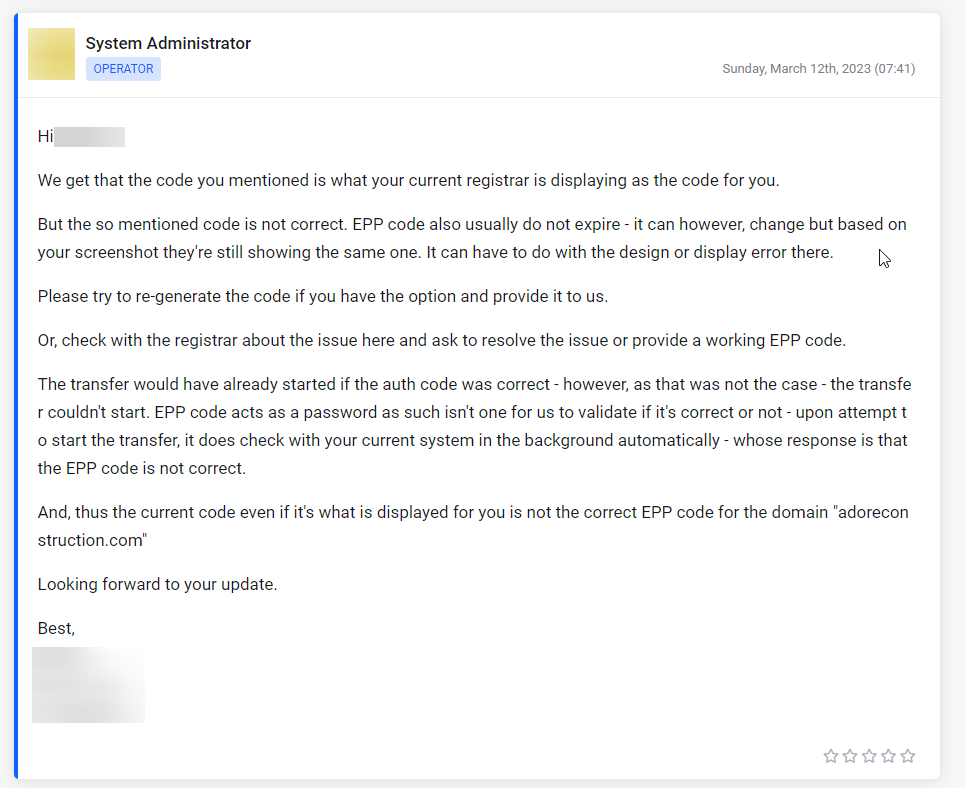 System Administrator
OPERATOR
Sunday, March 12th, 2023 (07:41)
Hi
We get that the code you mentioned is what your current registrar is displaying as the code for you.
But the so mentioned code is not correct. EPP code also usually do not expire - it can however, change but based on
your screenshot they're still showing the same one. It can have to do with the design or display error there.
Please try to re-generate the code if you have the option and provide it to us.
Or, check with the registrar about the issue here and ask to resolve the issue or provide a working EPP code.
The transfer would have already started if the auth code was correct - however, as that was not the case - the transfe
r couldn't start. EPP code acts as a password as such isn't one for us to validate if it's correct or not - upon attempt t
o start the transfer, it does check with your current system in the background automatically - whose response is that
the EPP code is not correct.
And, thus the current code even if it's what is displayed for you is not the correct EPP code for the domain "adorecon
struction.com"
Looking forward to your update.
Best,